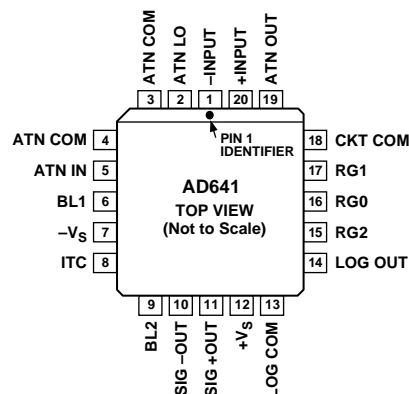 ATN COM
ATN LO
–INPUT
+INPUT
ATN OUT
3
2
1
20
19
ATN COM 4
ATN IN 5
BL1 6
–VS 7
ITC 8
PIN 1
IDENTIFIER
AD641
TOP VIEW
(Not to Scale)
18 CKT COM
17 RG1
16 RG0
15 RG2
14 LOG OUT
9
10
11
12
13
BL2
SIG –OUT
SIG +OUT
+VS
LOG COM